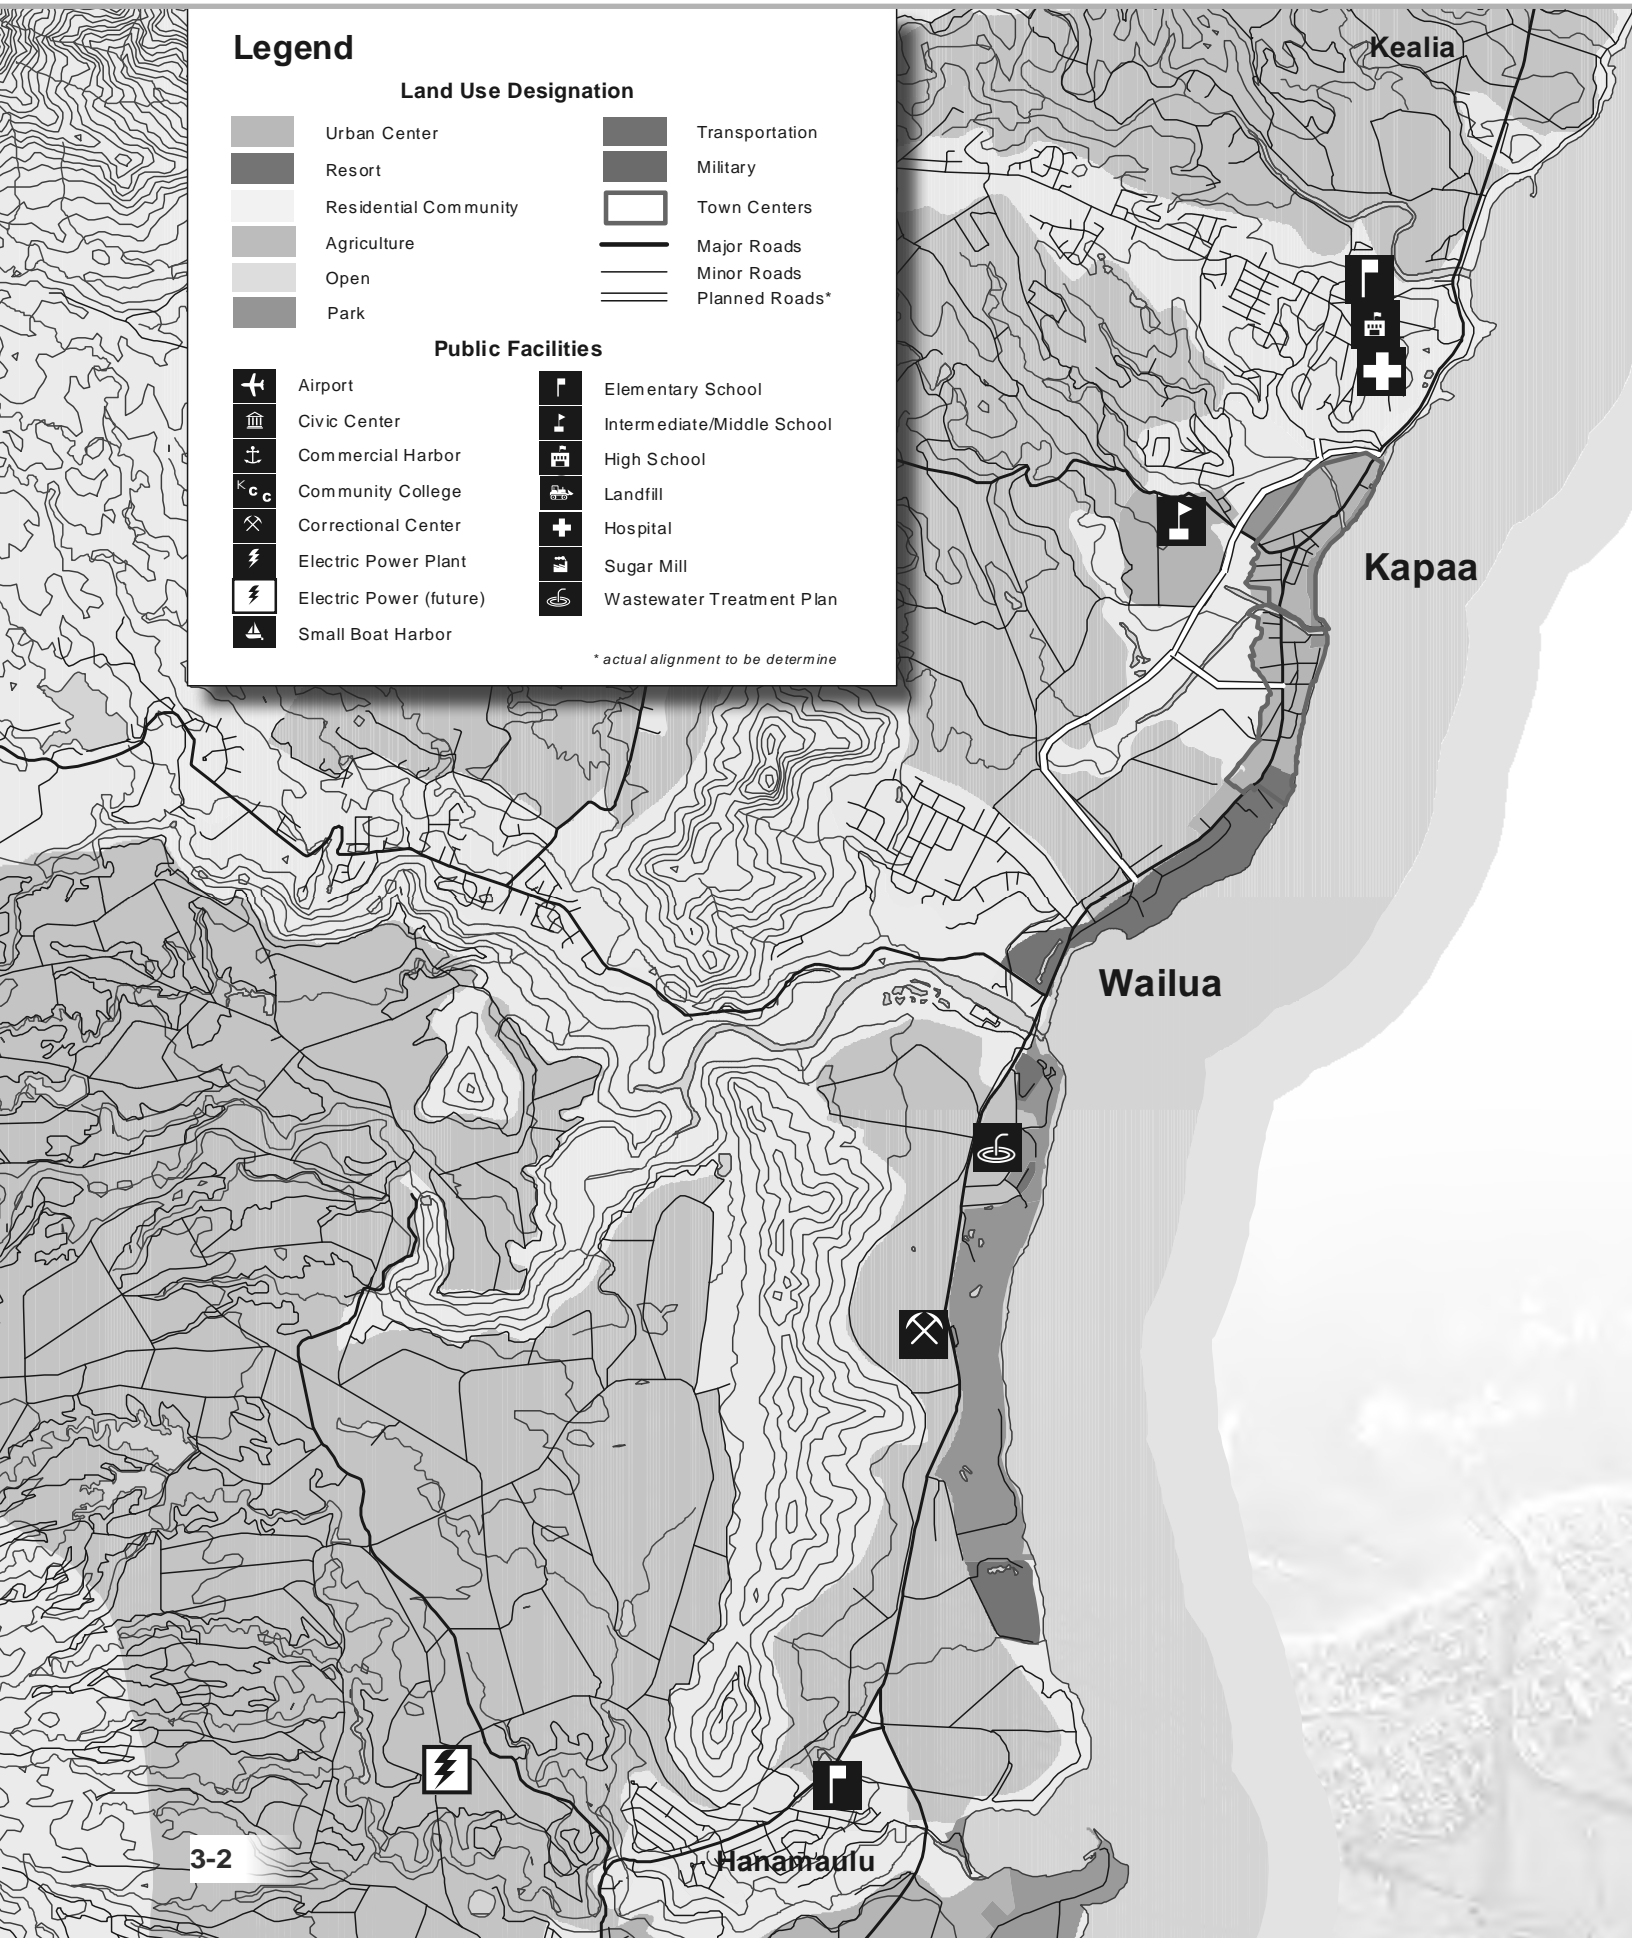 Legend
Land Use Designation
Urban Center
Resort
Residential Community
Agriculture
Open
Park
Transportation
Military
Town Centers
Major Roads
Minor Roads
Planned Roads*
Public Facilities
Airport
Civic Center
Commercial Harbor
Kcc Community College
Correctional Center
Electric Power Plant
Electric Power (future)
Small Boat Harbor
Elementary School
Intermediate/Middle School
High School
Landfill
Hospital
Sugar Mill
Wastewater Treatment Plan
* actual alignment to be determine
Kealia
Kapaa
Wailua
Hanamaulu
3-2